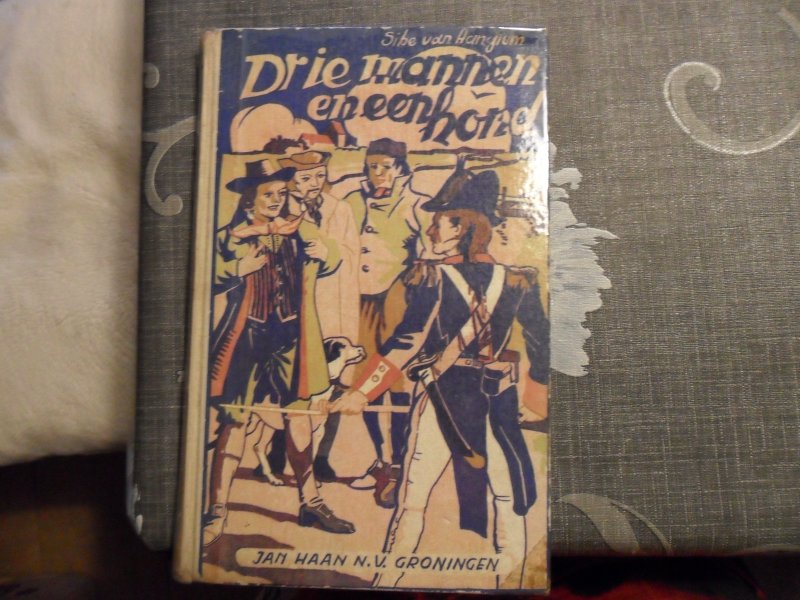 Sibe van Aangium
Drie mannen
en een hond
JAN HAAN N.V. GRONINGEN